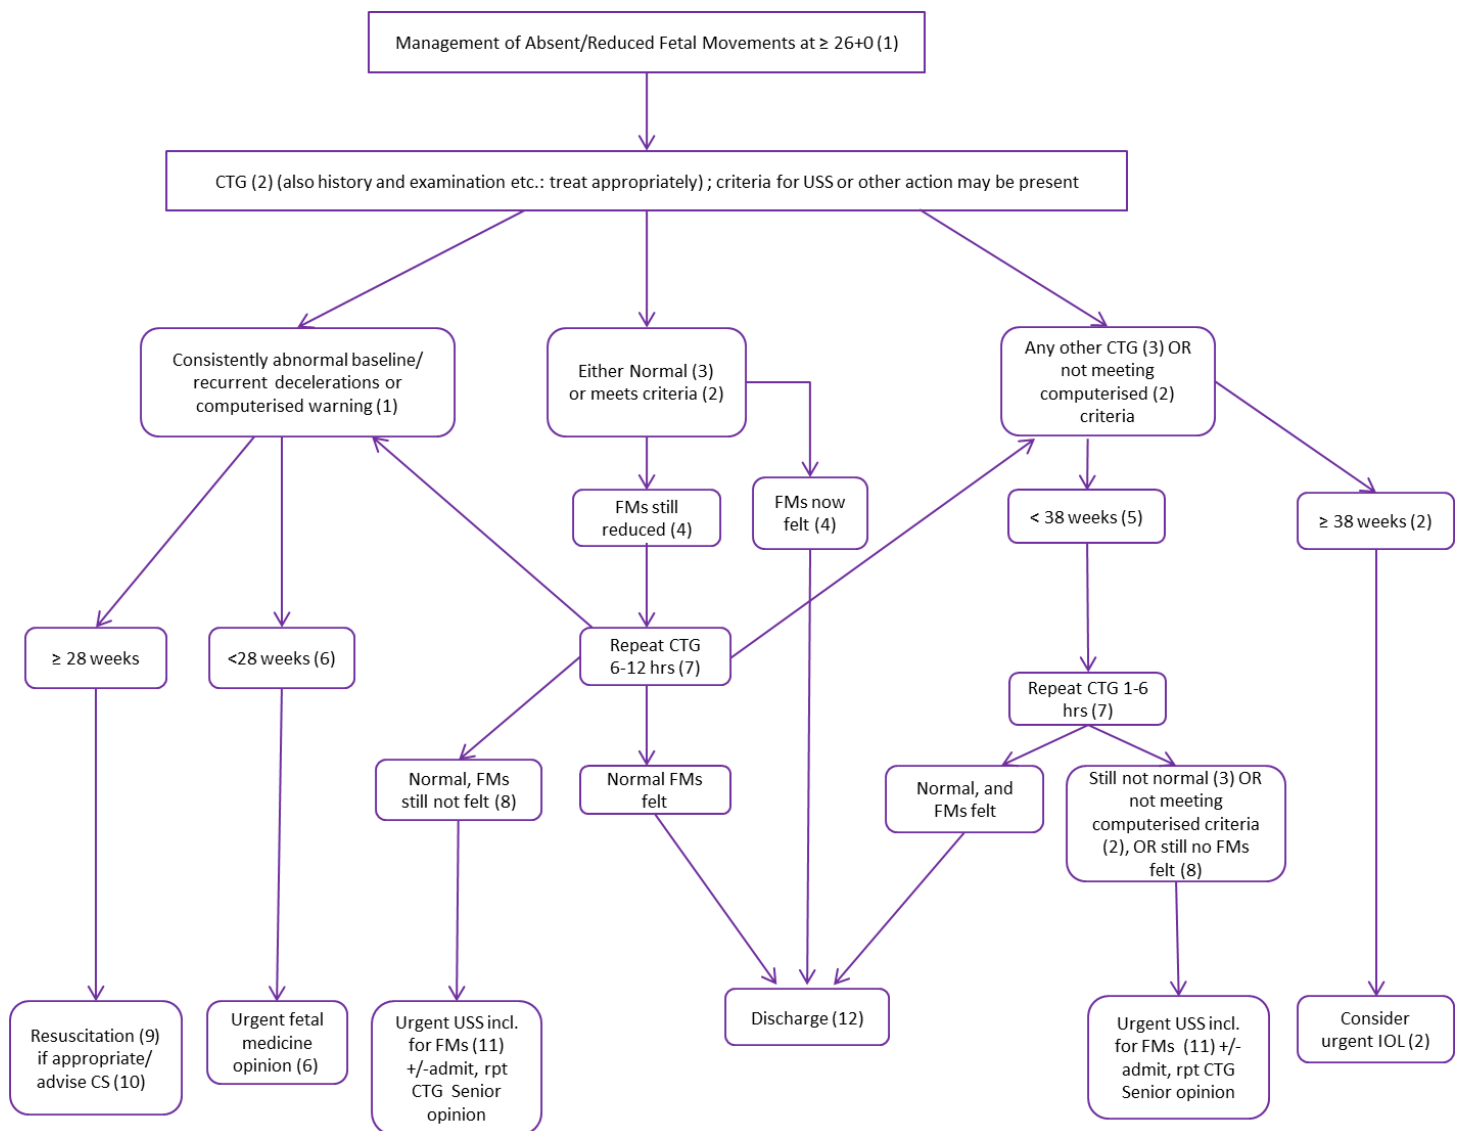 Management of Absent/Reduced Fetal Movements at ≥ 26+0 (1)
CTG (2) (also history and examination etc.: treat appropriately) ; criteria for USS or other action may be present
Consistently abnormal baseline/
recurrent decelerations or
computerised warning (1)
Either Normal (3)
or meets criteria (2)
Any other CTG (3) OR
not meeting
computerised (2)
criteria
FMs still
reduced (4)
FMs now
felt (4)
< 38 weeks (5)
≥ 38 weeks (2)
≥ 28 weeks
<28 weeks (6)
Repeat CTG
6-12 hrs (7)
Repeat CTG 1-6
hrs (7)
Normal, FMs
still not felt (8)
Normal FMs
felt
Normal, and
FMs felt
Still not normal (3) OR
not meeting
computerised criteria
(2), OR still no FMs
felt (8)
Resuscitation (9)
if appropriate/
advise CS (10)
Urgent fetal
medicine
opinion (6)
Urgent USS incl.
for FMs (11)
+/-admit, rpt
CTG Senior
opinion
Discharge (12)
Urgent USS incl.
for FMs (11) +/-
admit, rpt CTG
Senior opinion
Consider
urgent IOL (2)